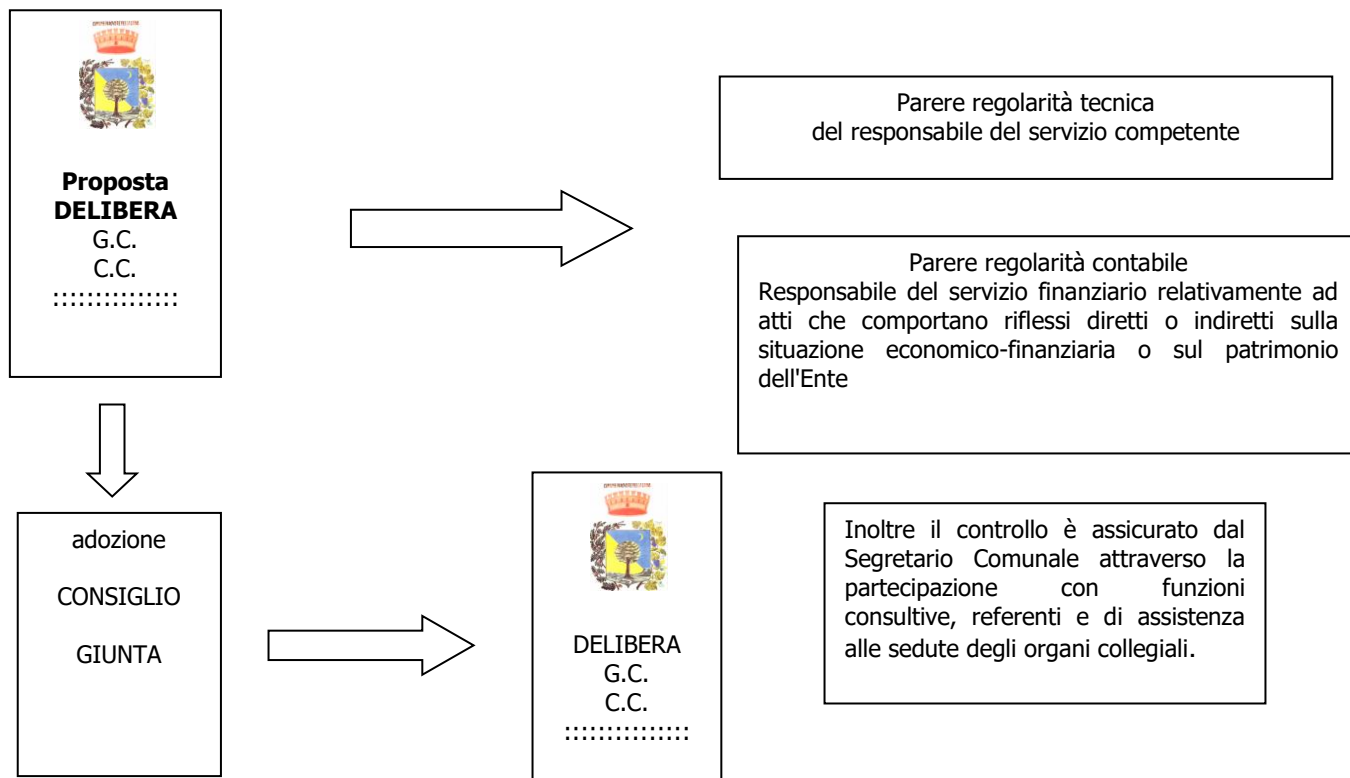 Proposta
DELIBERA
G.C.
C.C.
:::::::::::::::
Parere regolarità tecnica
del responsabile del servizio competente
Parere regolarità contabile
Responsabile del servizio finanziario relativamente ad
atti che comportano riflessi diretti o indiretti sulla
situazione economico-finanziaria o sul patrimonio
dell'Ente
adozione
CONSIGLIO
GIUNTA
DELIBERA
G.C.
C.C.
:::::::::::::::
Inoltre il controllo è assicurato dal
Segretario Comunale attraverso la
partecipazione con funzioni
consultive, referenti e di assistenza
alle sedute degli organi collegiali.